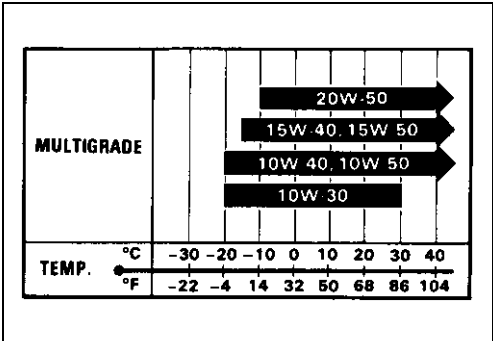 20W-50
15W-40, 15W 50
MULTIGRADE
10W 40, 10W 50
10W-30
°C -30 -20 -10 0 10 20 30 40
TEMP.
°F -22 -4 14 32 50 68 86 104